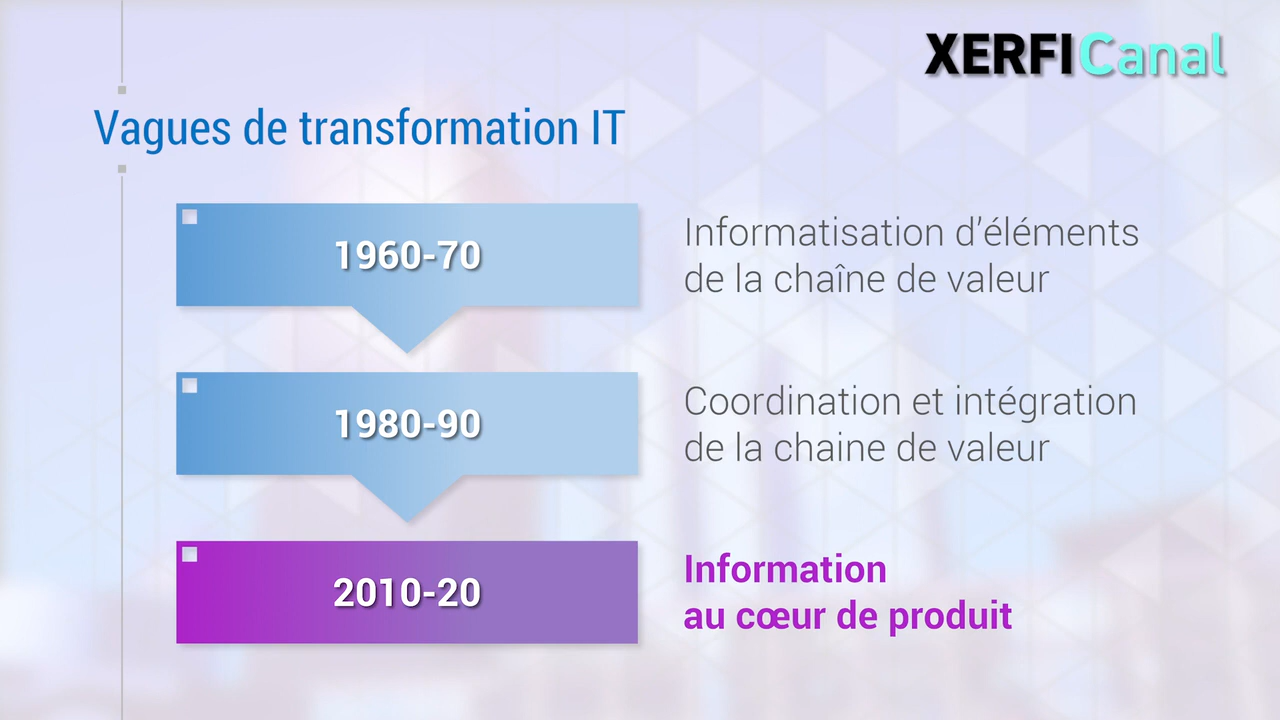 XERFICanal
Vagues de transformation IT
1960-70
Informatisation d’éléments
de la chaîne de valeur
1980-90
Coordination et intégration
de la chaine de valeur
2010-20
Information
au cœur de produit